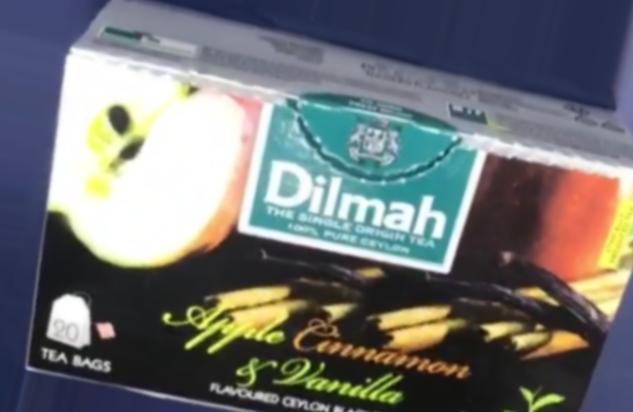 Dilmah
THE SINGLE ORIGIN TEA
100% PURE CEYLON
Apple Cinnamon
& Vanilla
20
TEA BAGS
FLAVOURED CEYLON